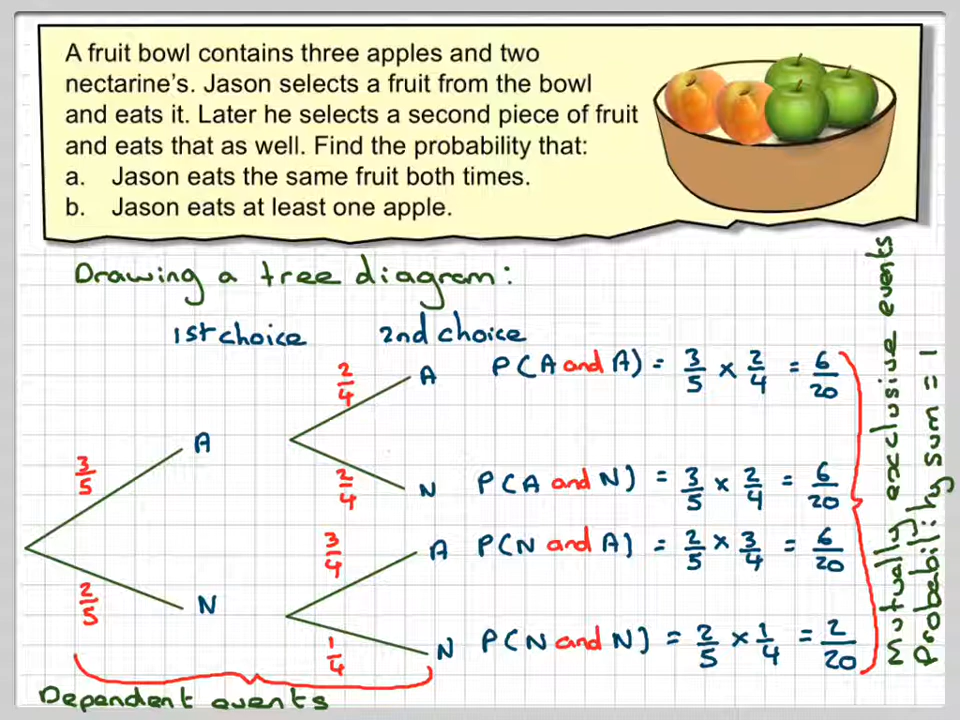 A fruit bowl contains three apples and two
nectarine's. Jason selects a fruit from the bowl
and eats it. Later he selects a second piece of fruit
and eats that as well. Find the probability that:
a. Jason eats the same fruit both times.
b. Jason eats at least one apple.
Drawing a tree diagram:
1st choice 2nd choice
2/4 A P(A and A) = 3/5 × 2/4 = 6/20
3/5 A
2/4 N P(A and N) = 3/5 × 2/4 = 6/20
3/4 A P(N and A) = 2/5 × 3/4 = 6/20
2/5 N
1/4 N P(N and N) = 2/5 × 1/4 = 2/20
Dependent events
Mutually exclusive events
Probability sum = 1